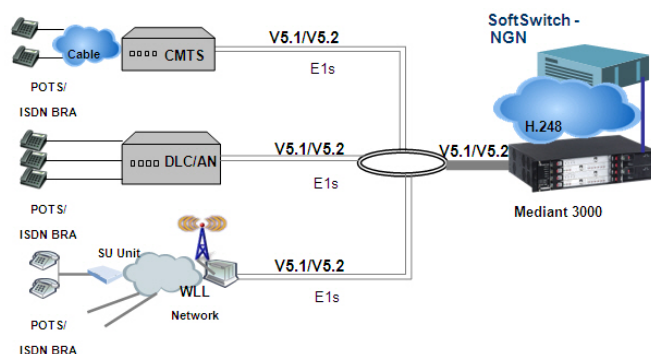 SoftSwitch -
NGN
V5.1/V5.2
Cable
CMTS
E1s
POTS/
ISDN BRA
H.248
V5.1/V5.2
V5.1/V5.2
DLC/AN
E1s
Mediant 3000
POTS/
ISDN BRA
SU Unit
V5.1/V5.2
WLL
E1s
Network
POTS/
ISDN BRA